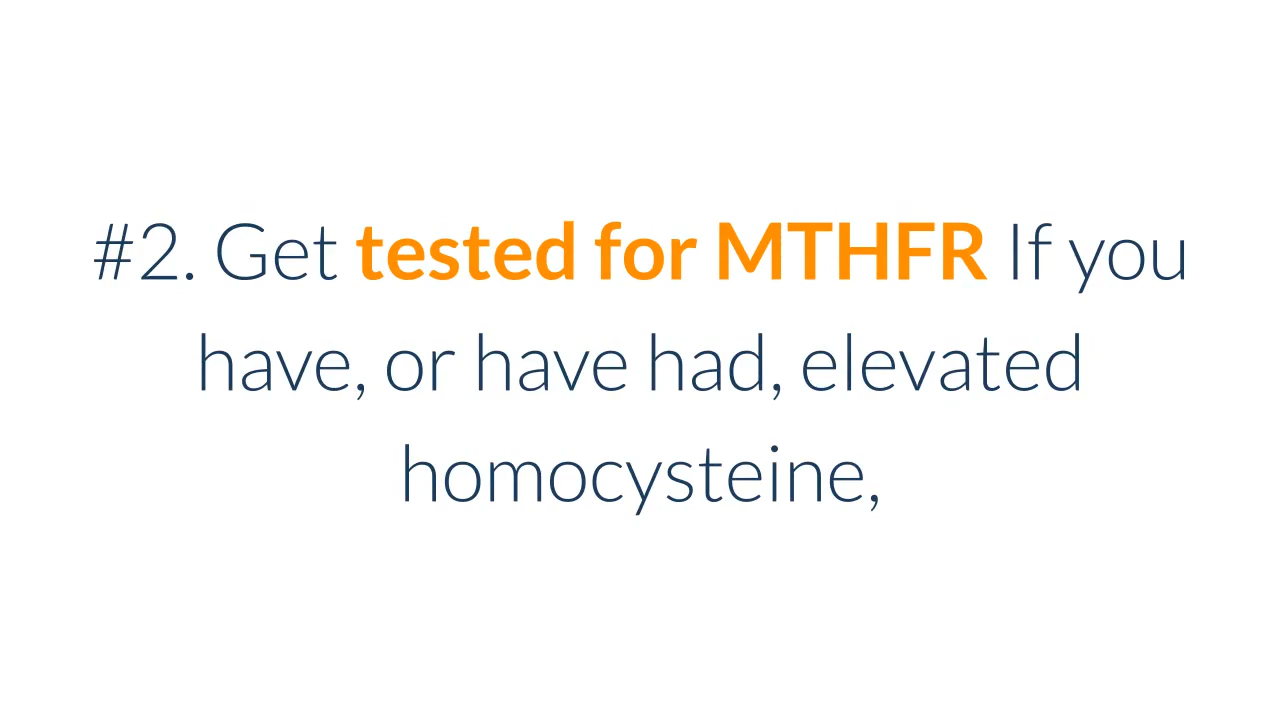 #2. Get tested for MTHFR If you
have, or have had, elevated
homocysteine,